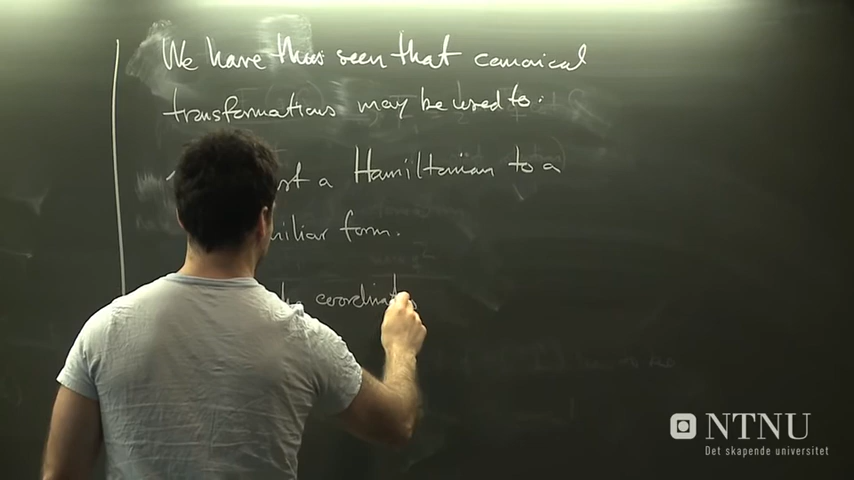 We have thus seen that canonical
transformations may be used to:
a Hamiltonian to a
form.
coordinat
NTNU
Det skapende universitet